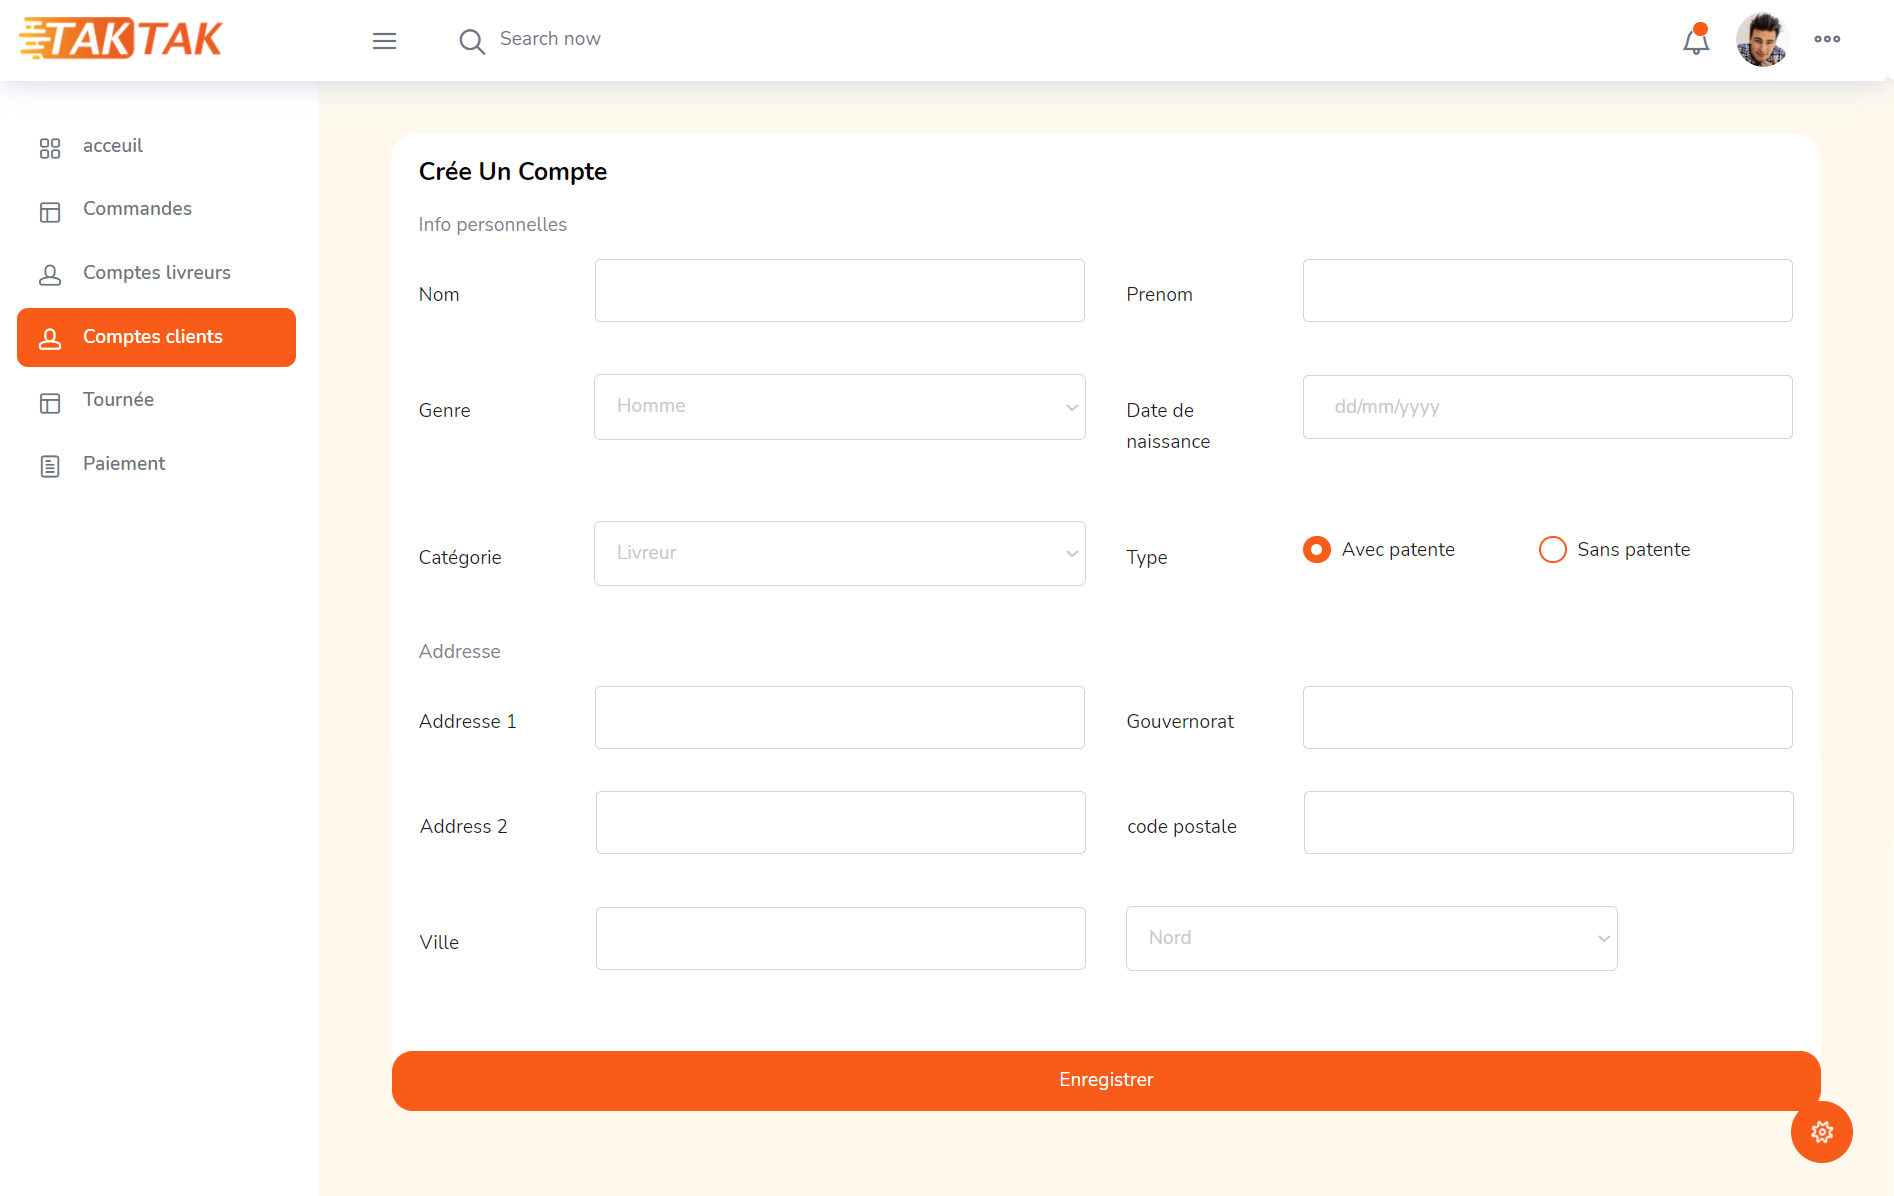 TAKTAK
Search now
acceuil
Commandes
Comptes livreurs
Comptes clients
Tournée
Paiement
Crée Un Compte
Info personnelles
Nom
Prenom
Genre
Homme
Date de
naissance
dd/mm/yyyy
Catégorie
Livreur
Type
Avec patente
Sans patente
Addresse
Addresse 1
Gouvernorat
Address 2
code postale
Ville
Nord
Enregistrer